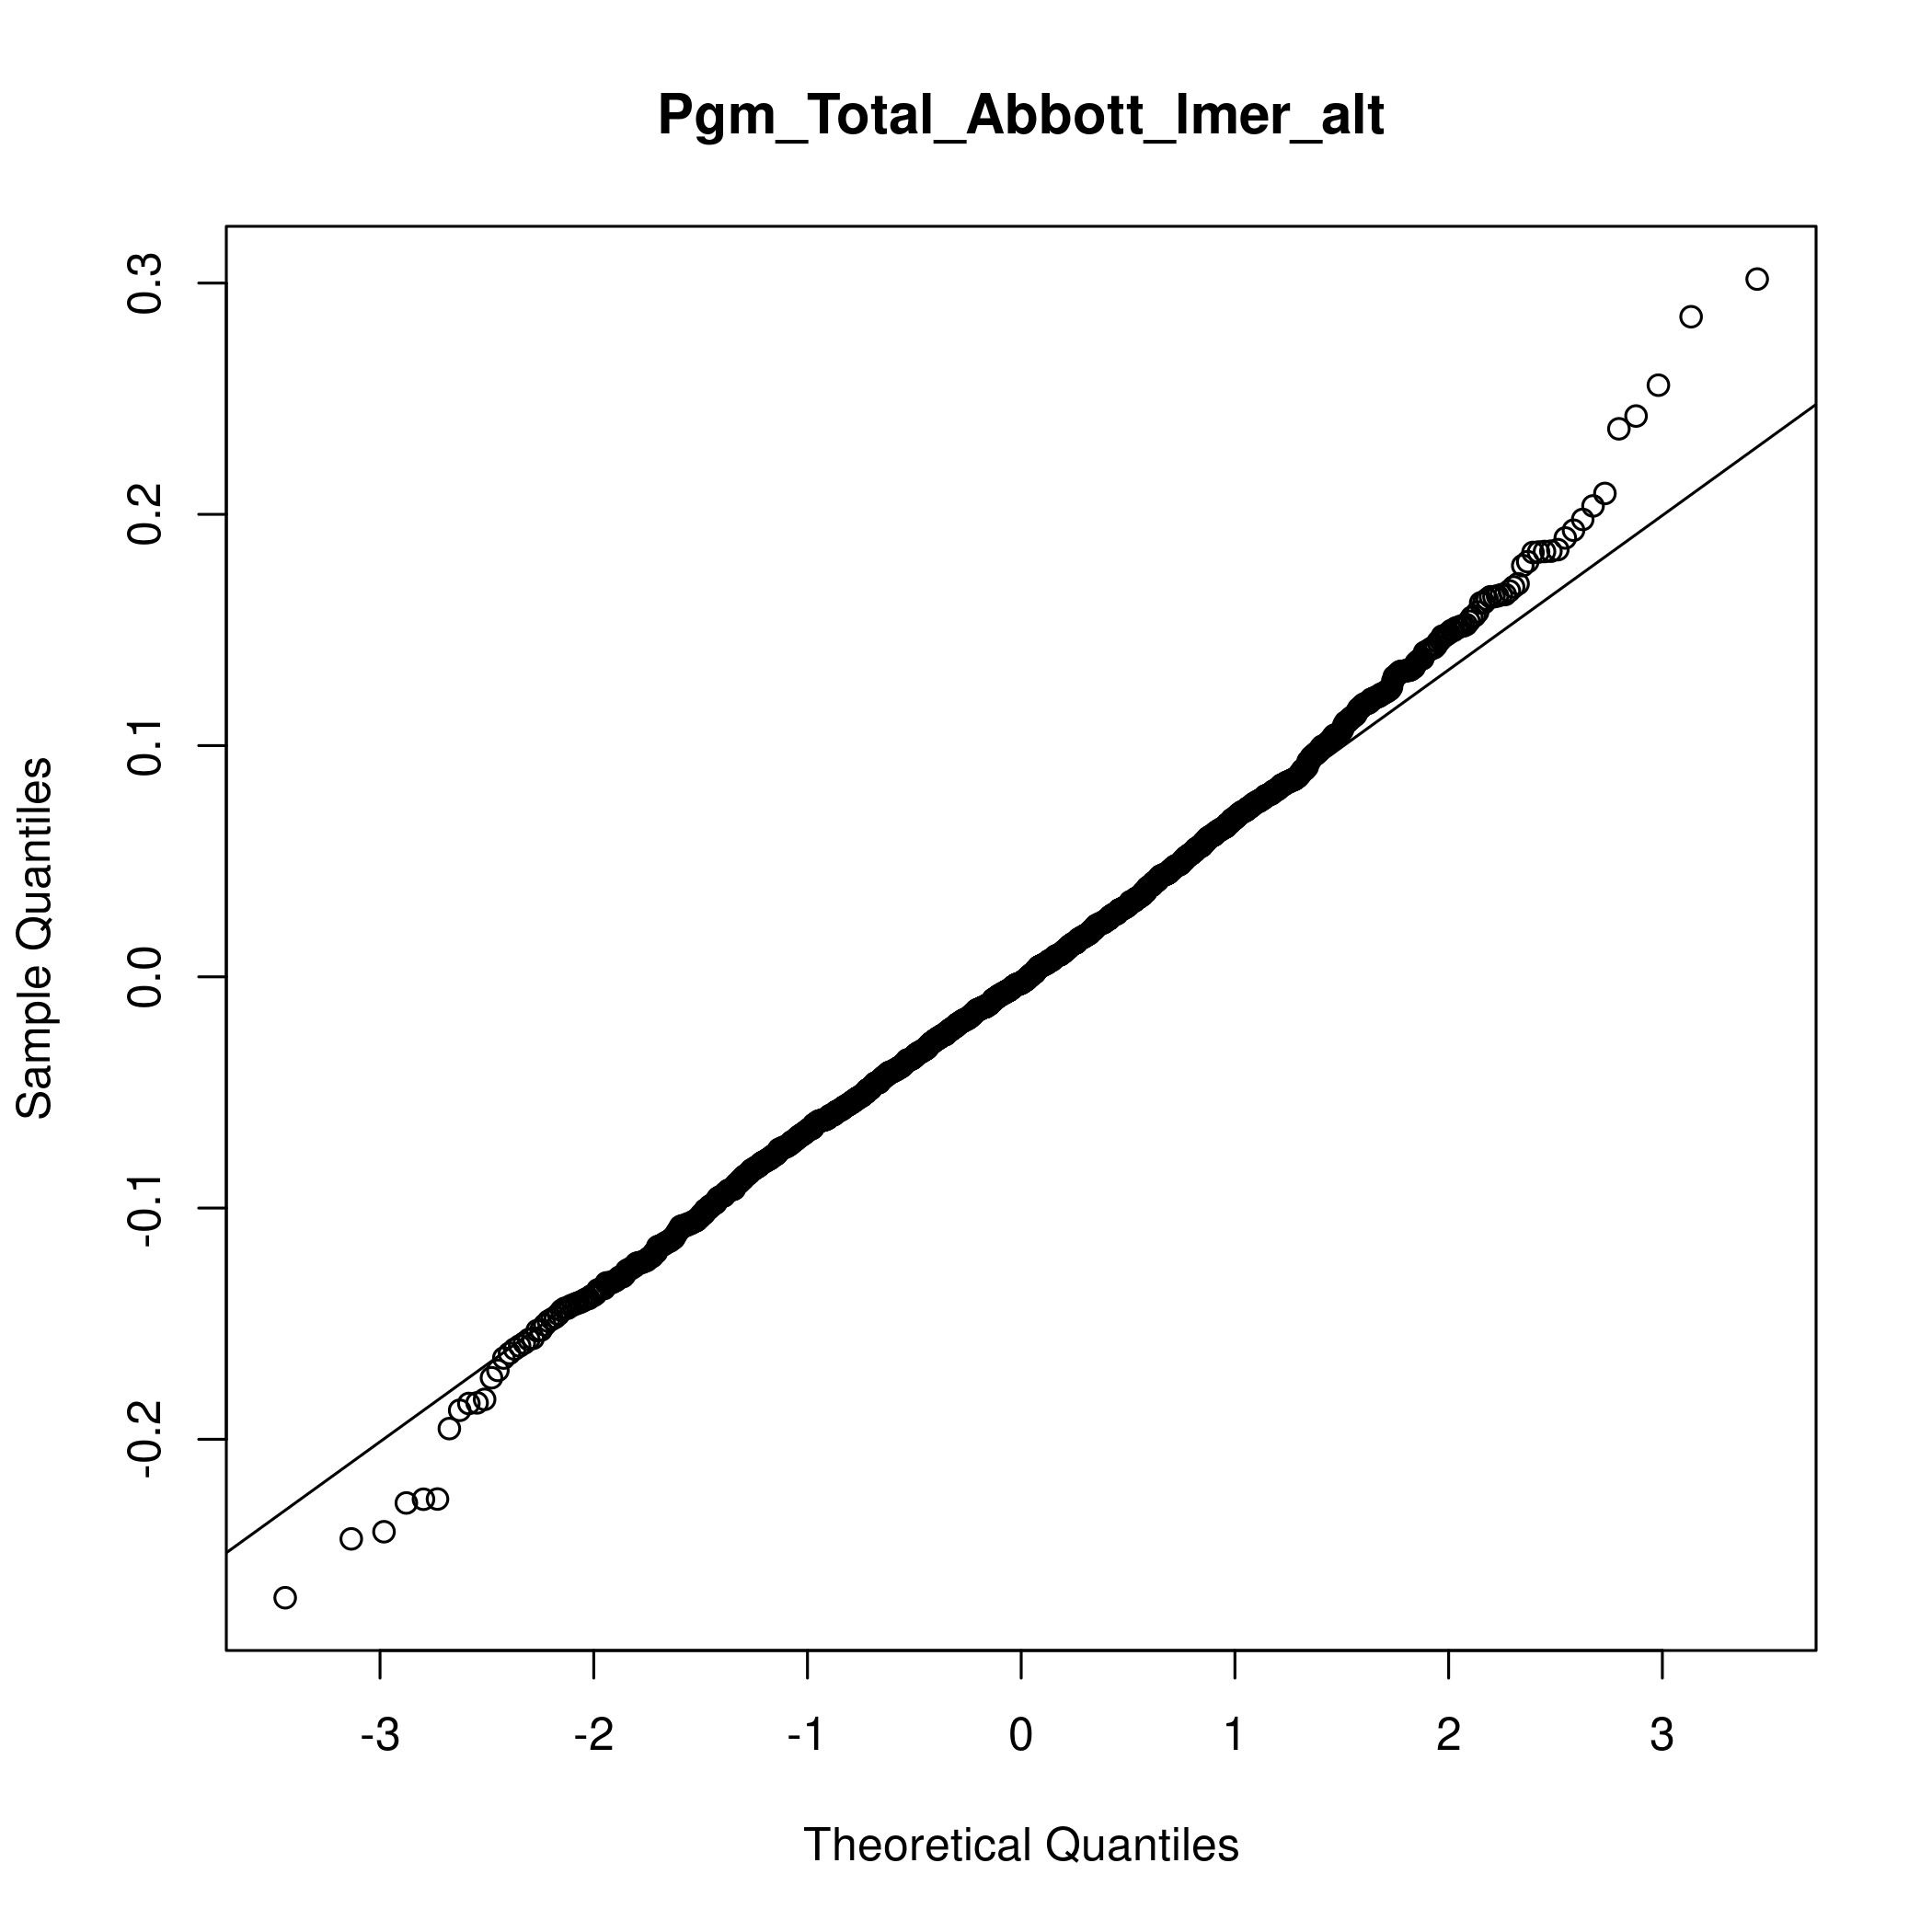 Pgm_Total_Abbott_lmer_alt
0.3
0.2
0.1
0.0
-0.1
-0.2
Sample Quantiles
-3 -2 -1 0 1 2 3
Theoretical Quantiles